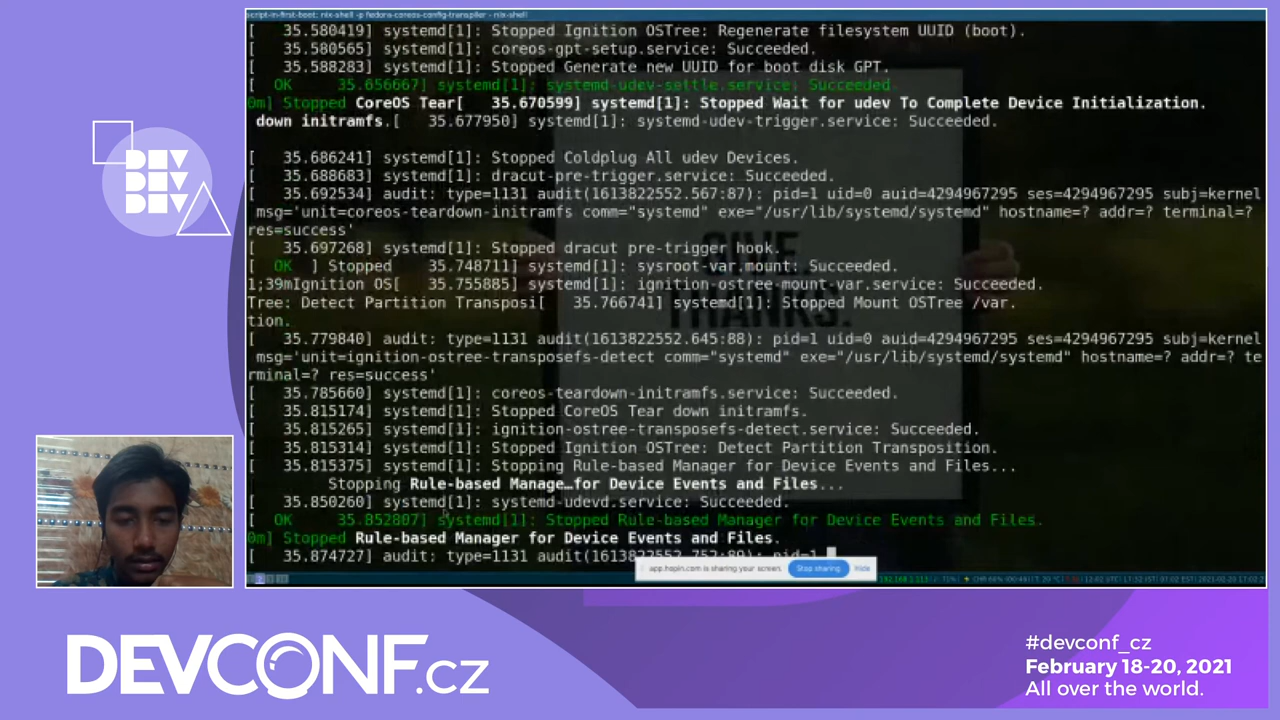 script-in-first-boot: nix-shell -p fedora-coreos-config-transpiler - nix-shell
[   35.580419] systemd[1]: Stopped Ignition OSTree: Regenerate filesystem UUID (boot).
[   35.580565] systemd[1]: coreos-gpt-setup.service: Succeeded.
[   35.588283] systemd[1]: Stopped Generate new UUID for boot disk GPT.
[  OK     35.656667] systemd[1]: systemd-udev-settle.service: Succeeded
0m] Stopped CoreOS Tear[   35.670599] systemd[1]: Stopped Wait for udev To Complete Device Initialization.
down initramfs.[   35.677950] systemd[1]: systemd-udev-trigger.service: Succeeded.
[   35.686241] systemd[1]: Stopped Coldplug All udev Devices.
[   35.688683] systemd[1]: dracut-pre-trigger.service: Succeeded.
[   35.692534] audit: type=1131 audit(1613822552.567:87): pid=1 uid=0 auid=4294967295 ses=4294967295 subj=kernel
msg='unit=coreos-teardown-initramfs comm="systemd" exe="/usr/lib/systemd/systemd" hostname=? addr=? terminal=?
res=success'
[   35.697268] systemd[1]: Stopped dracut pre-trigger hook.
[  OK  ] Stopped    35.748711] systemd[1]: sysroot-var.mount: Succeeded.
1;39mIgnition OS[   35.755885] systemd[1]: ignition-ostree-mount-var.service: Succeeded.
Tree: Detect Partition Transposi[   35.766741] systemd[1]: Stopped Mount OSTree /var.
tion.
[   35.779840] audit: type=1131 audit(1613822552.645:88): pid=1 uid=0 auid=4294967295 ses=4294967295 subj=kernel
msg='unit=ignition-ostree-transposefs-detect comm="systemd" exe="/usr/lib/systemd/systemd" hostname=? addr=? te
rminal=? res=success'
[   35.785660] systemd[1]: coreos-teardown-initramfs.service: Succeeded.
[   35.815174] systemd[1]: Stopped CoreOS Tear down initramfs.
[   35.815265] systemd[1]: ignition-ostree-transposefs-detect.service: Succeeded.
[   35.815314] systemd[1]: Stopped Ignition OSTree: Detect Partition Transposition.
[   35.815375] systemd[1]: Stopping Rule-based Manager for Device Events and Files...
Stopping Rule-based Manage…for Device Events and Files...
[   35.850260] systemd[1]: systemd-udevd.service: Succeeded.
[  OK     35.852807] systemd[1]: Stopped Rule-based Manager for Device Events and Files.
0m] Stopped Rule-based Manager for Device Events and Files.
[   35.874727] audit: type=1131 audit(1613822552.752:89): pid=1
GIVE
THANKS.
app.hopin.com is sharing your screen.
Stop sharing
Hide
DEV
DEV
DEV
DEVCONF.cz
#devconf_cz
February 18-20, 2021
All over the world.